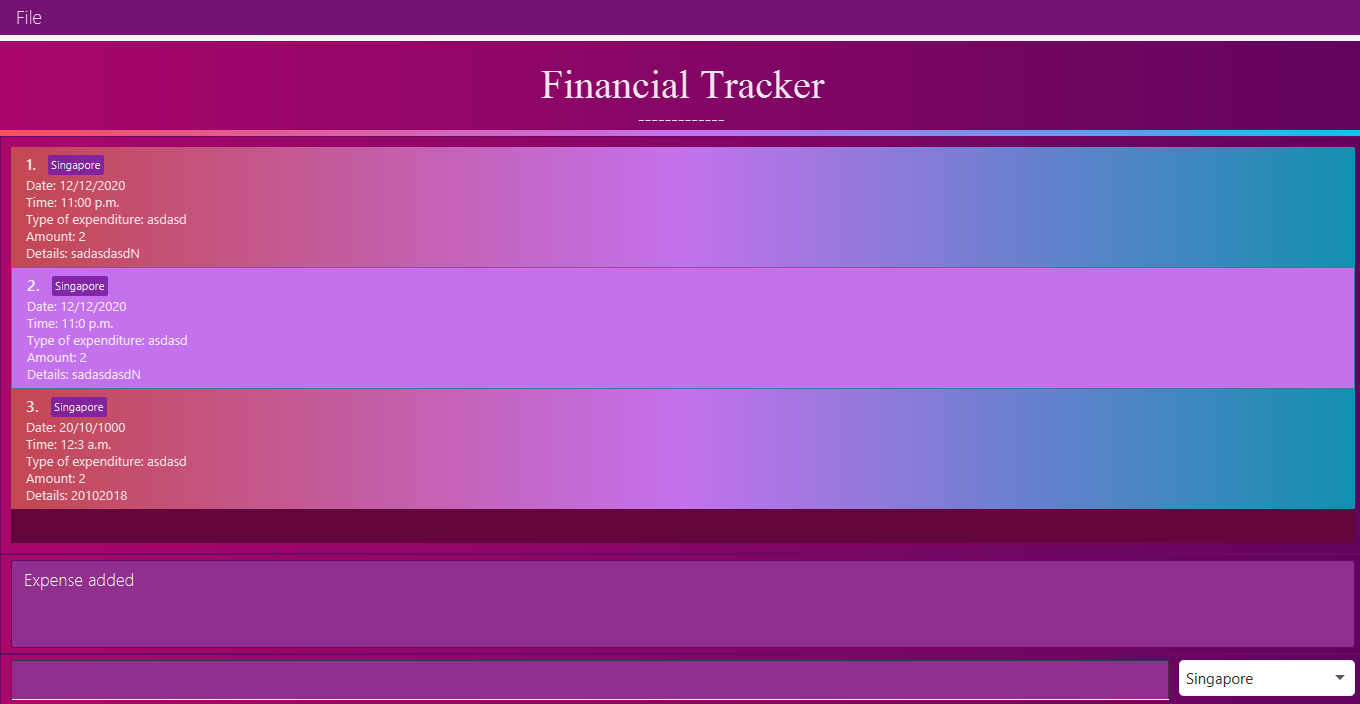 File
Financial Tracker
-------------
1. Singapore
Date: 12/12/2020
Time: 11:00 p.m.
Type of expenditure: asdasd
Amount: 2
Details: sadasdasdN
2. Singapore
Date: 12/12/2020
Time: 11:0 p.m.
Type of expenditure: asdasd
Amount: 2
Details: sadasdasdN
3. Singapore
Date: 20/10/1000
Time: 12:3 a.m.
Type of expenditure: asdasd
Amount: 2
Details: 20102018
Expense added
Singapore